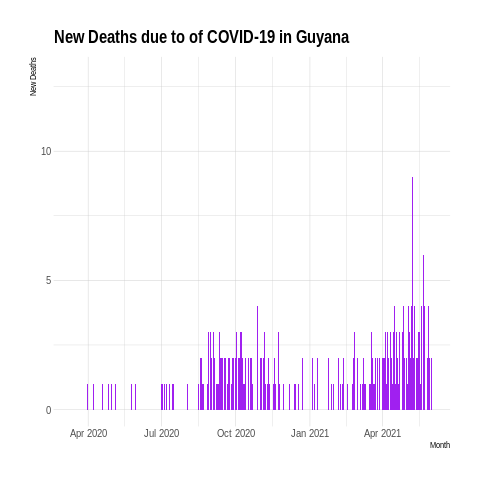 New Deaths due to of COVID-19 in Guyana
New Deaths
10
5
0
Apr 2020 Jul 2020 Oct 2020 Jan 2021 Apr 2021
Month